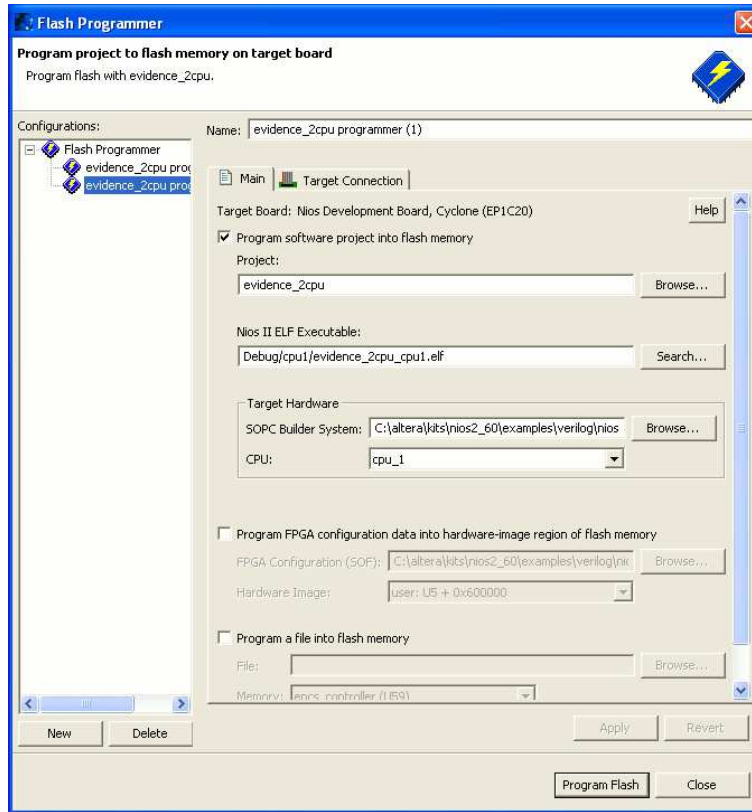 Flash Programmer
Program project to flash memory on target board
Program flash with evidence_2cpu.
Configurations:
Flash Programmer
evidence_2cpu prog
evidence_2cpu prog
Name: evidence_2cpu programmer (1)
Main Target Connection
Target Board: Nios Development Board, Cyclone (EP1C20) Help
Program software project into flash memory
Project:
evidence_2cpu Browse...
Nios II ELF Executable:
Debug/cpu1/evidence_2cpu_cpu1.elf Search...
Target Hardware
SOPC Builder System: C:\altera\kits\nios2_60\examples\verilog\nios Browse...
CPU: cpu_1
Program FPGA configuration data into hardware-image region of flash memory
FPGA Configuration (SOF): C:\altera\kits\nios2_60\examples\verilog\nio Browse...
Hardware Image: user: U5 + 0x600000
Program a file into flash memory
File: Browse...
Memory: epcs_controller (U59)
New Delete
Apply Revert
Program Flash Close